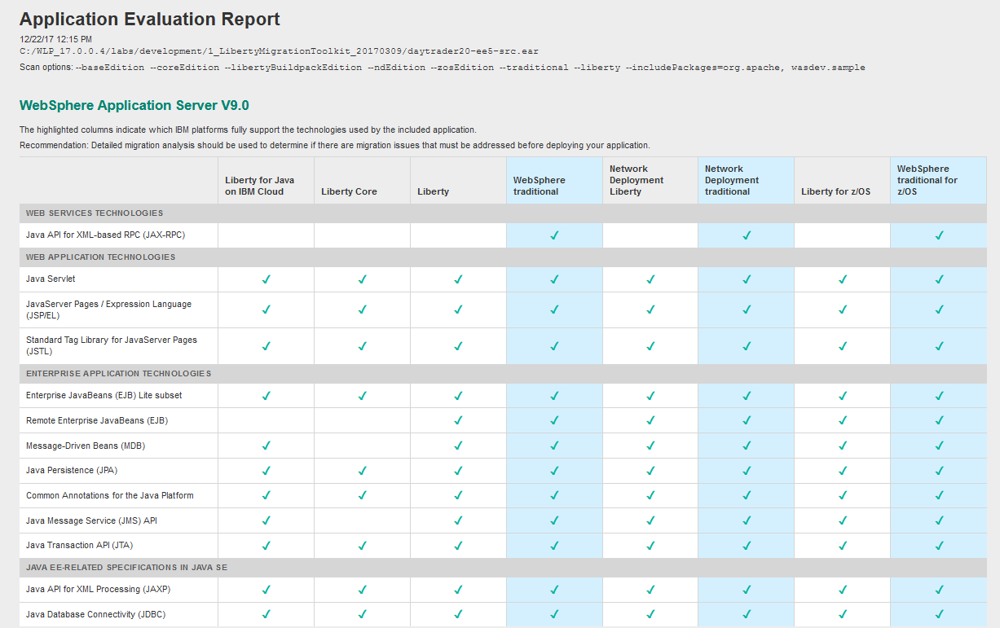 Application Evaluation Report
12/22/17 12:15 PM
C:/WLP_17.0.0.4/labs/development/1_LibertyMigrationToolkit_20170309/daytrader20-ee5-src.ear
Scan options: --baseEdition --coreEdition --libertyBuildpackEdition --ndEdition --zosEdition --traditional --liberty --includePackages=org.apache, wasdev.sample
WebSphere Application Server V9.0
The highlighted columns indicate which IBM platforms fully support the technologies used by the included application.
Recommendation: Detailed migration analysis should be used to determine if there are migration issues that must be addressed before deploying your application.
Liberty for Java
on IBM Cloud
Liberty Core
Liberty
WebSphere
traditional
Network
Deployment
Liberty
Network
Deployment
traditional
Liberty for z/OS
WebSphere
traditional for
z/OS
WEB SERVICES TECHNOLOGIES
Java API for XML-based RPC (JAX-RPC) ✓ ✓ ✓
WEB APPLICATION TECHNOLOGIES
Java Servlet ✓ ✓ ✓ ✓ ✓ ✓ ✓ ✓
JavaServer Pages / Expression Language
(JSP/EL) ✓ ✓ ✓ ✓ ✓ ✓ ✓ ✓
Standard Tag Library for JavaServer Pages
(JSTL) ✓ ✓ ✓ ✓ ✓ ✓ ✓ ✓
ENTERPRISE APPLICATION TECHNOLOGIES
Enterprise JavaBeans (EJB) Lite subset ✓ ✓ ✓ ✓ ✓ ✓ ✓ ✓
Remote Enterprise JavaBeans (EJB) ✓ ✓ ✓ ✓ ✓ ✓
Message-Driven Beans (MDB) ✓ ✓ ✓ ✓ ✓ ✓ ✓
Java Persistence (JPA) ✓ ✓ ✓ ✓ ✓ ✓ ✓ ✓
Common Annotations for the Java Platform ✓ ✓ ✓ ✓ ✓ ✓ ✓ ✓
Java Message Service (JMS) API ✓ ✓ ✓ ✓ ✓ ✓ ✓
Java Transaction API (JTA) ✓ ✓ ✓ ✓ ✓ ✓ ✓ ✓
JAVA EE-RELATED SPECIFICATIONS IN JAVA SE
Java API for XML Processing (JAXP) ✓ ✓ ✓ ✓ ✓ ✓ ✓ ✓
Java Database Connectivity (JDBC) ✓ ✓ ✓ ✓ ✓ ✓ ✓ ✓